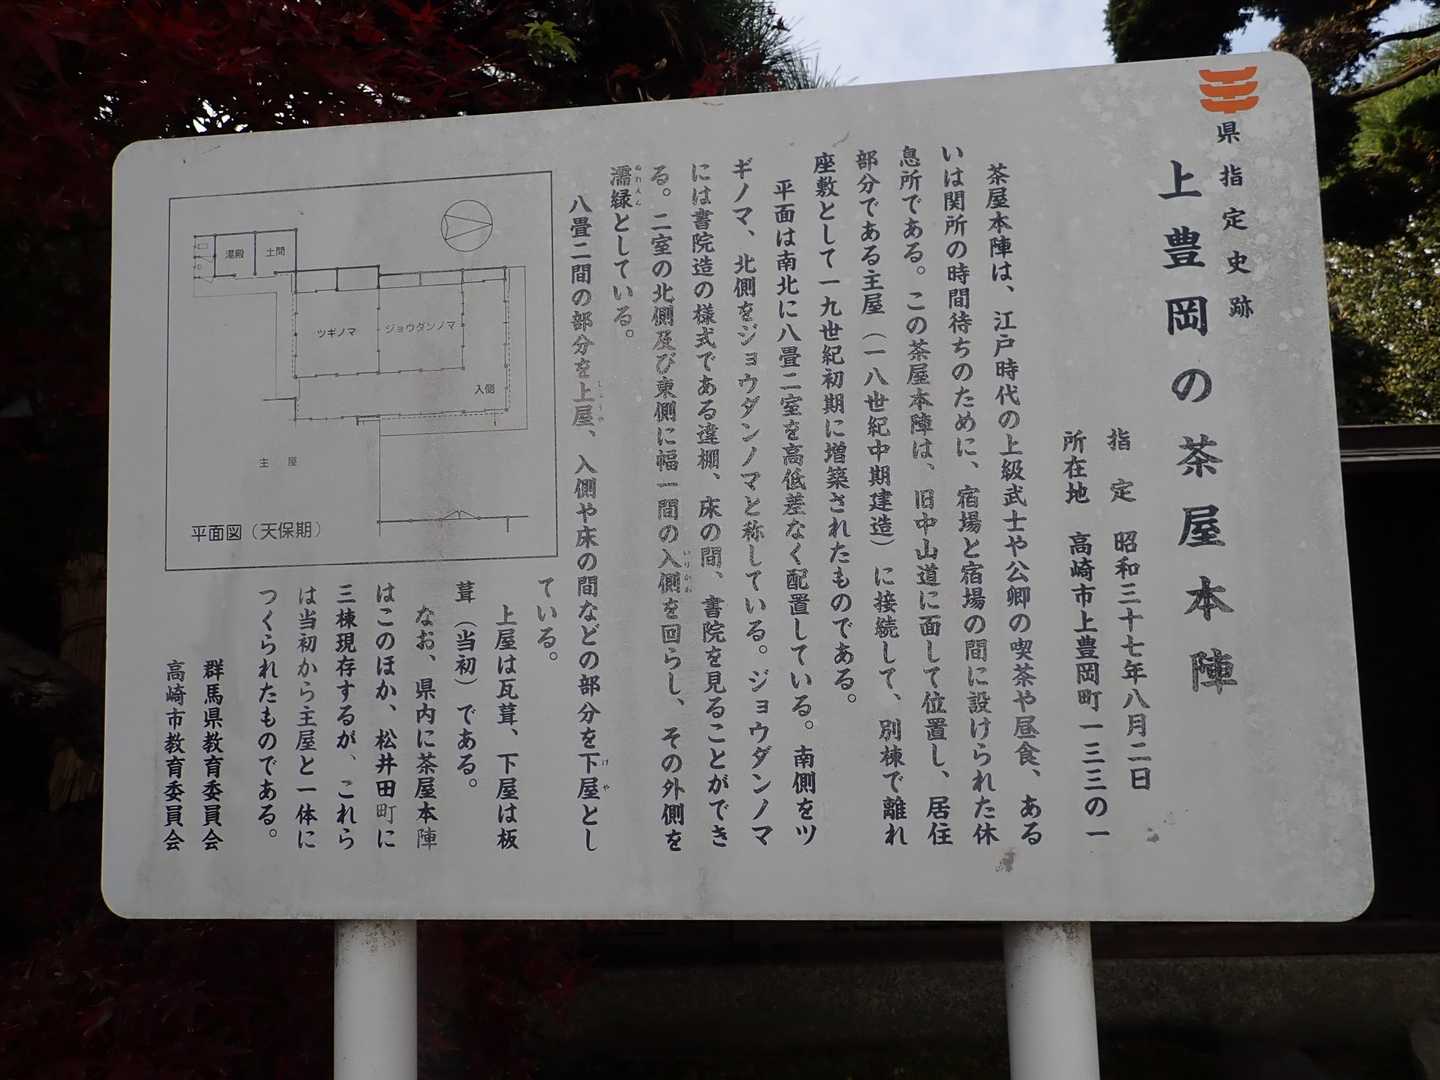 県指定史跡
上豊岡の茶屋本陣
指定　昭和三十七年八月二日
所在地　高崎市上豊岡町一三三の一
茶屋本陣は、江戸時代の上級武士や公卿の喫茶や昼食、ある
いは関所の時間待ちのために、宿場と宿場の間に設けられた休
息所である。この茶屋本陣は、旧中山道に面して位置し、居住
部分である主屋（一八世紀中期建造）に接続して、別棟で離れ
座敷として一九世紀初期に増築されたものである。
平面は南北に八畳二室を高低差なく配置している。南側をツ
ギノマ、北側をジョウダンノマと称している。ジョウダンノマ
には書院造の様式である違棚、床の間、書院を見ることができ
る。二室の北側及び東側に幅一間の入側を回らし、その外側を
いりかわ
濡縁としている。
ぬれえん
八畳二間の部分を上屋、入側や床の間などの部分を下屋とし
じょうや
げや
ている。
上屋は瓦葺、下屋は板
葺（当初）である。
なお、県内に茶屋本陣
はこのほか、松井田町に
三棟現存するが、これら
は当初から主屋と一体に
つくられたものである。
群馬県教育委員会
高崎市教育委員会
湯殿
土間
ツギノマ
ジョウダンノマ
入側
主屋
平面図（天保期）